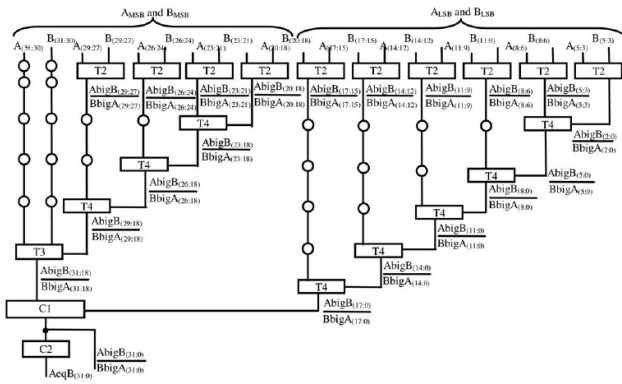 A_MSB and B_MSB A_LSB and B_LSB
A(31:30) B(31:30) A(29:27) B(29:27) A(26:24) B(26:24) A(23:21) B(23:21) A(20:18) B(20:18) A(17:15) B(17:15) A(14:12) B(14:12) A(11:9) B(11:9) A(8:6) B(8:6) A(5:3) B(5:3)
T2 T2 T2 T2 T2 T2 T2 T2 T2 T2
AbigB(29:27) AbigB(26:24) AbigB(23:21) AbigB(20:18) AbigB(17:15) AbigB(14:12) AbigB(11:9) AbigB(8:6) AbigB(5:3)
BbigA(29:27) BbigA(26:24) BbigA(23:21) BbigA(20:18) BbigA(17:15) BbigA(14:12) BbigA(11:9) BbigA(8:6) BbigA(5:3)
T4 T4
AbigB(2:0)
BbigA(2:0)
AbigB(23:18)
BbigA(23:18)
T4 T4
AbigB(5:0)
BbigA(5:0)
AbigB(26:18) AbigB(8:0)
BbigA(26:18) BbigA(8:0)
T4 T4
AbigB(29:18) AbigB(11:0)
BbigA(29:18) BbigA(11:0)
T3 T4
AbigB(31:18) AbigB(14:0)
BbigA(31:18) BbigA(14:0)
T4
C1 AbigB(17:0)
BbigA(17:0)
C2 AbigB(31:0)
BbigA(31:0)
AeqB(31:0)